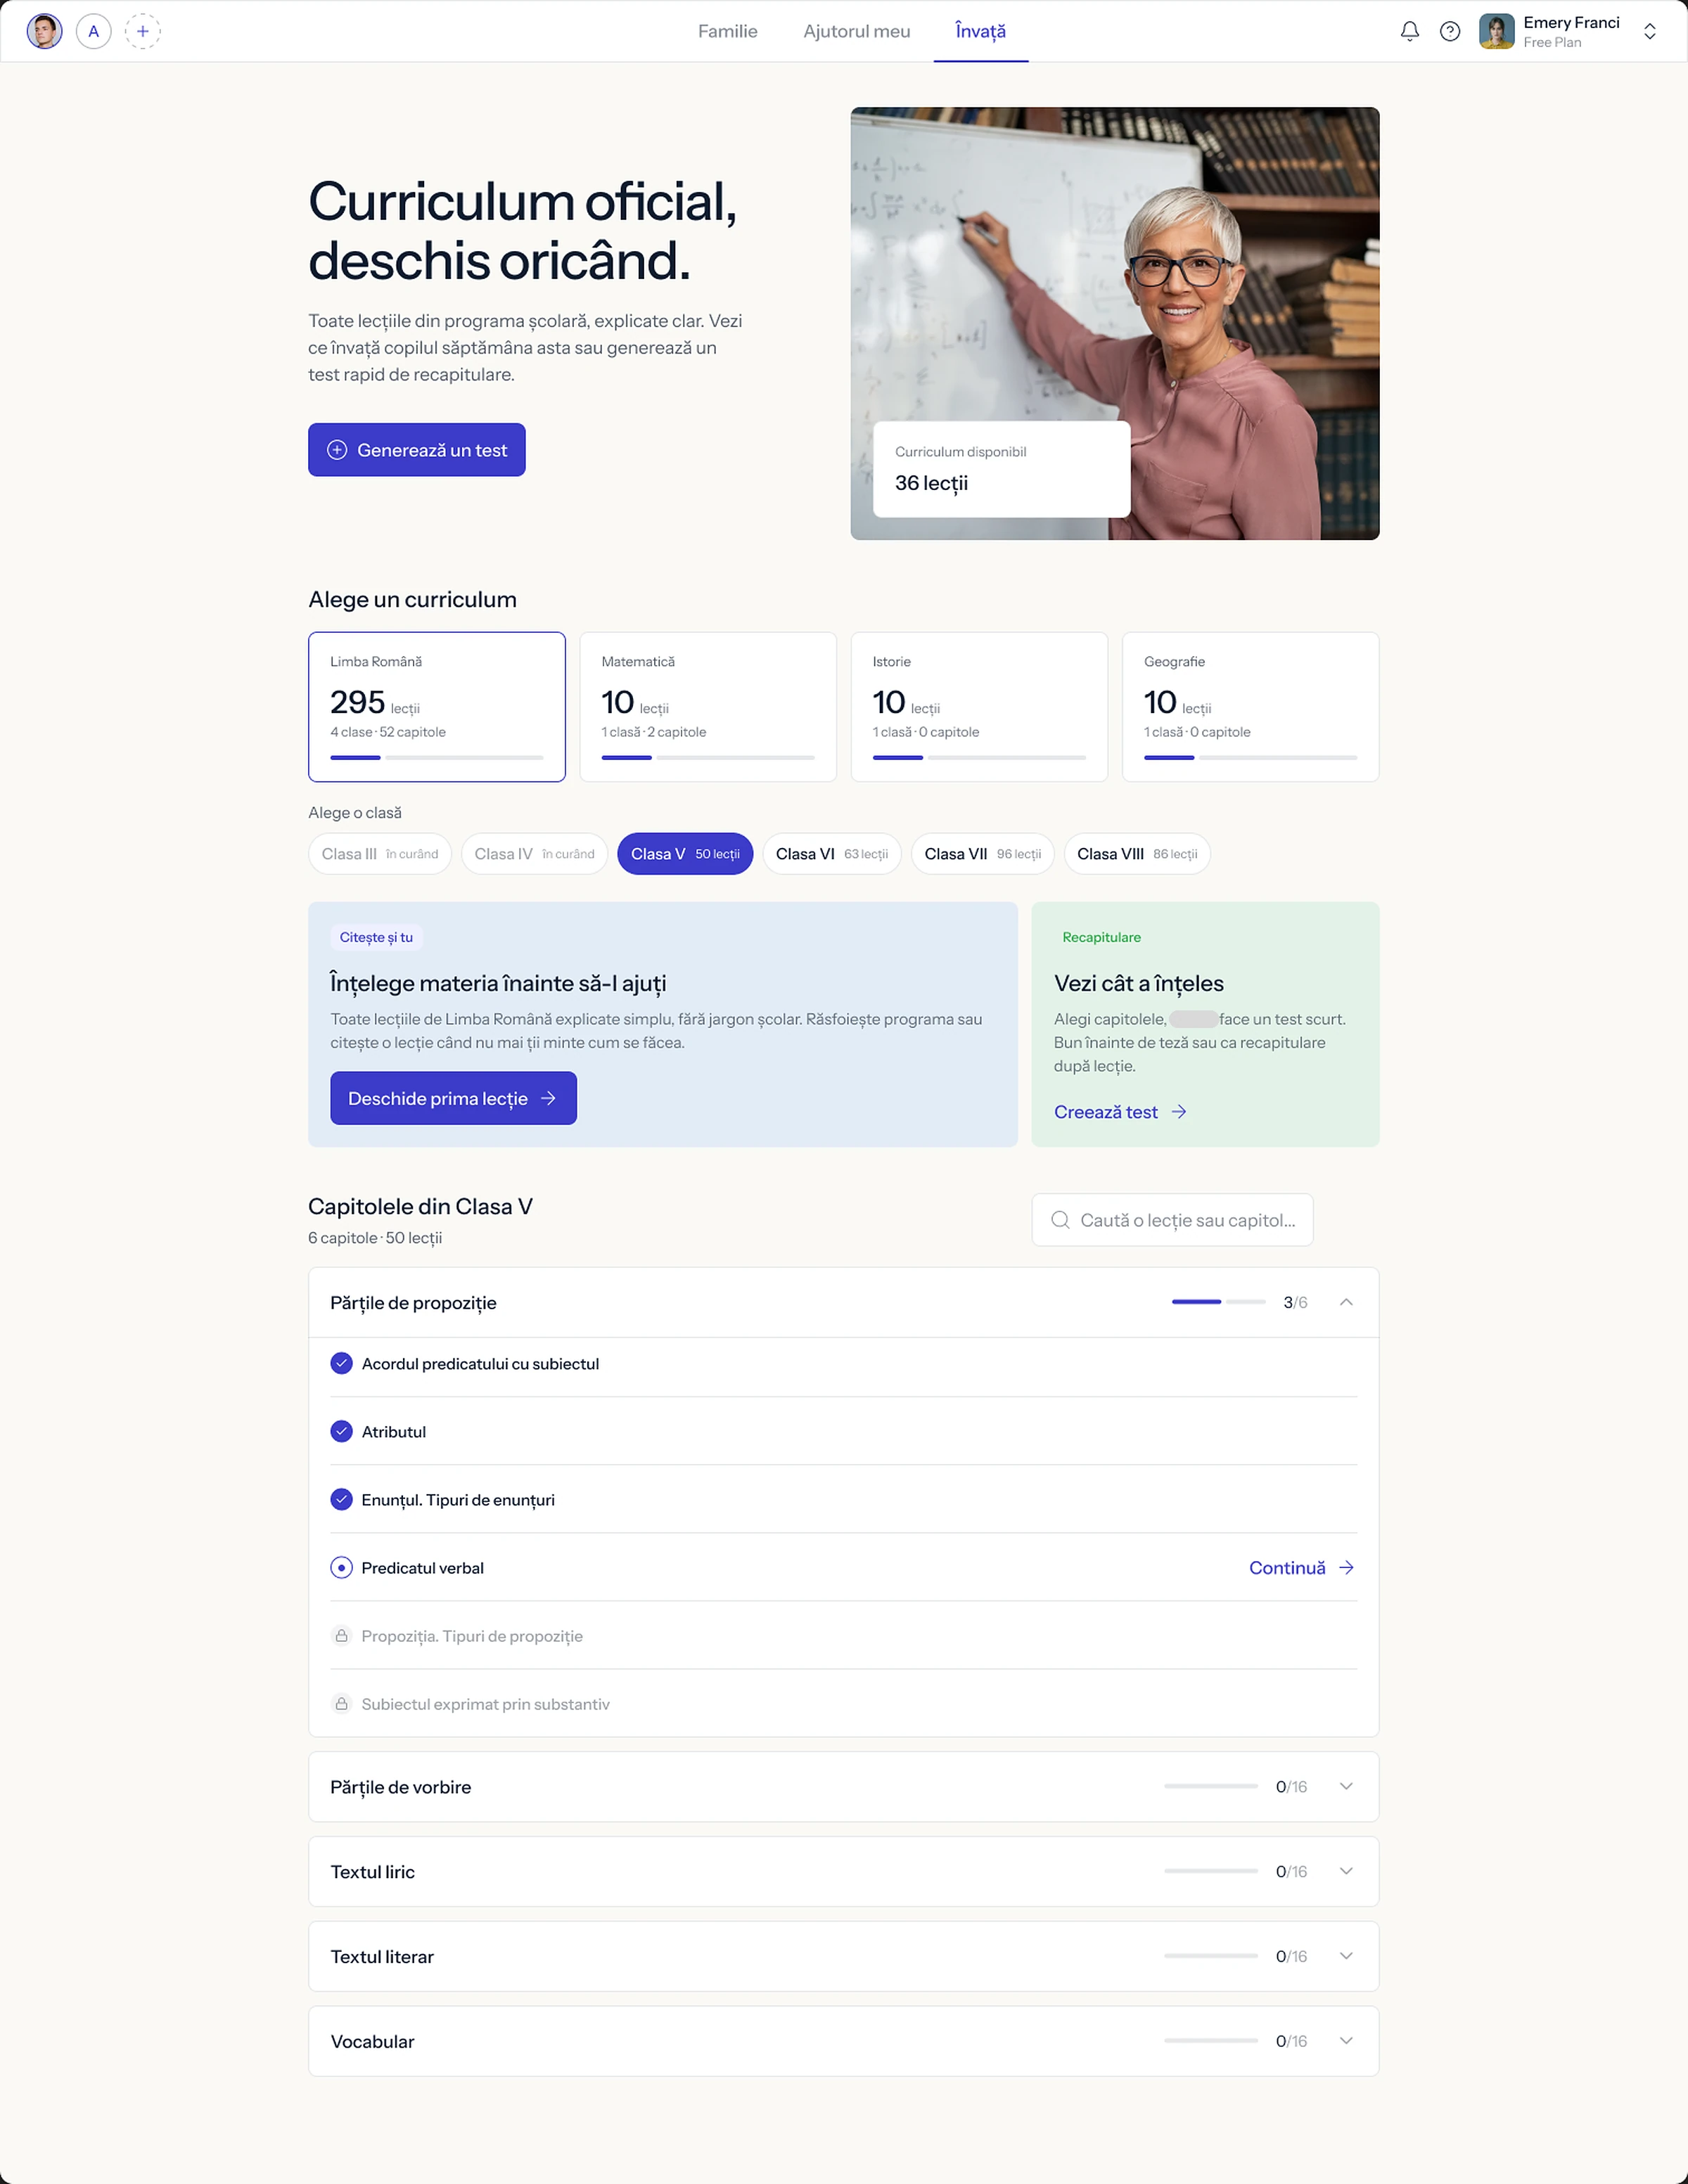 A
Familie
Ajutorul meu
Învață
Emery Franci
Free Plan
Curriculum oficial,
deschis oricând.
Toate lecțiile din programa școlară, explicate clar. Vezi
ce învață copilul săptămâna asta sau generează un
test rapid de recapitulare.
Generează un test
Curriculum disponibil
36 lecții
Alege un curriculum
Limba Română
295 lecții
4 clase · 52 capitole
Matematică
10 lecții
1 clasă · 2 capitole
Istorie
10 lecții
1 clasă · 0 capitole
Geografie
10 lecții
1 clasă · 0 capitole
Alege o clasă
Clasa III în curând
Clasa IV în curând
Clasa V 50 lecții
Clasa VI 63 lecții
Clasa VII 96 lecții
Clasa VIII 86 lecții
Citește și tu
Înțelege materia înainte să-l ajuți
Toate lecțiile de Limba Română explicate simplu, fără jargon școlar. Răsfoiește programa sau
citește o lecție când nu mai ții minte cum se făcea.
Deschide prima lecție
Recapitulare
Vezi cât a înțeles
Alegi capitolele, face un test scurt.
Bun înainte de teză sau ca recapitulare
după lecție.
Creează test
Capitolele din Clasa V
6 capitole · 50 lecții
Caută o lecție sau capitol...
Părțile de propoziție
3/6
Acordul predicatului cu subiectul
Atributul
Enunțul. Tipuri de enunțuri
Predicatul verbal
Continuă
Propoziția. Tipuri de propoziție
Subiectul exprimat prin substantiv
Părțile de vorbire
0/16
Textul liric
0/16
Textul literar
0/16
Vocabular
0/16